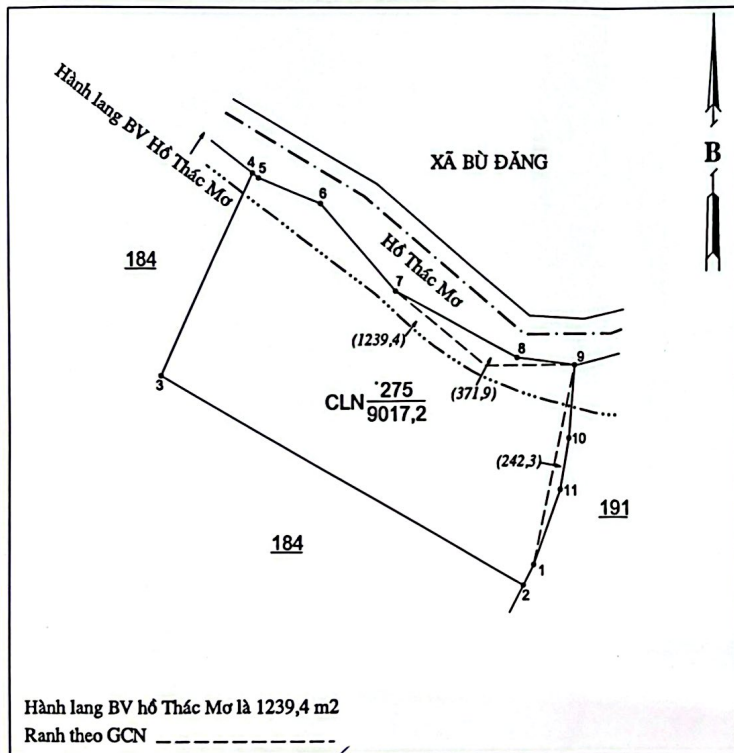 Hành lang BV Hồ Thác Mơ
XÃ BÙ ĐĂNG
B
4
5
6
184
Hồ Thác Mơ
7
(1239,4)
8
9
(371,9)
3
CLN 275
9017,2
10
(242,3)
11
191
184
1
2
Hành lang BV hồ Thác Mơ là 1239,4 m2
Ranh theo GCN